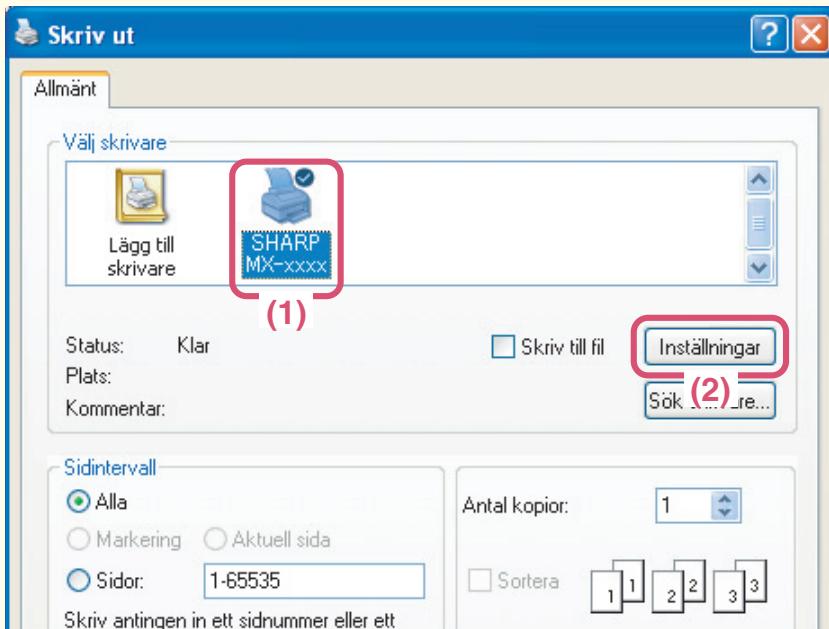 Skriv ut
Allmänt
Välj skrivare
Lägg till
skrivare
SHARP
MX-xxxx
(1)
Status: Klar
Skriv till fil
Inställningar
Plats:
(2)
Kommentar:
Sök
Sidintervall
Alla
Markering Aktuell sida
Sidor: 1-65535
Skriv antingen in ett sidnummer eller ett
Antal kopior: 1
Sortera
1 1 2 2 3 3